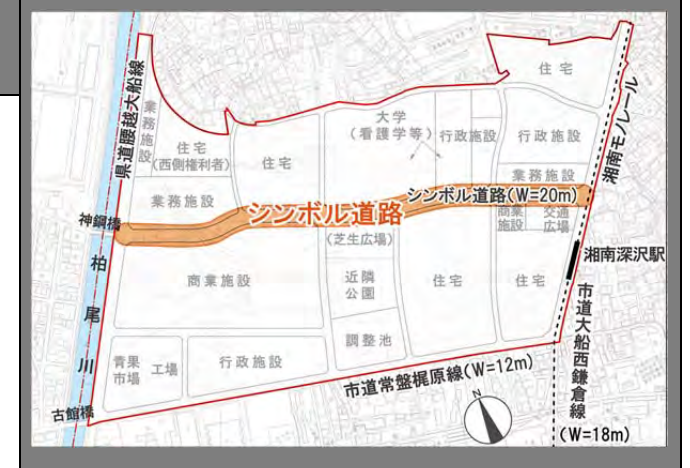 県道腰越大船線
業務施設
住宅
(西側権利者)
住宅
大学
(看護学等)
行政施設
住宅
行政施設
湘南モノレール
業務施設
業務施設
シンボル道路(W=20m)
シンボル道路
商業
施設
交通
広場
神鋼橋
(芝生広場)
湘南深沢駅
柏尾川
商業施設
近隣
公園
住宅
住宅
調整池
青果
市場
工場
行政施設
市道常盤梶原線(W=12m)
市道大船西鎌倉線
(W=18m)
古館橋
N